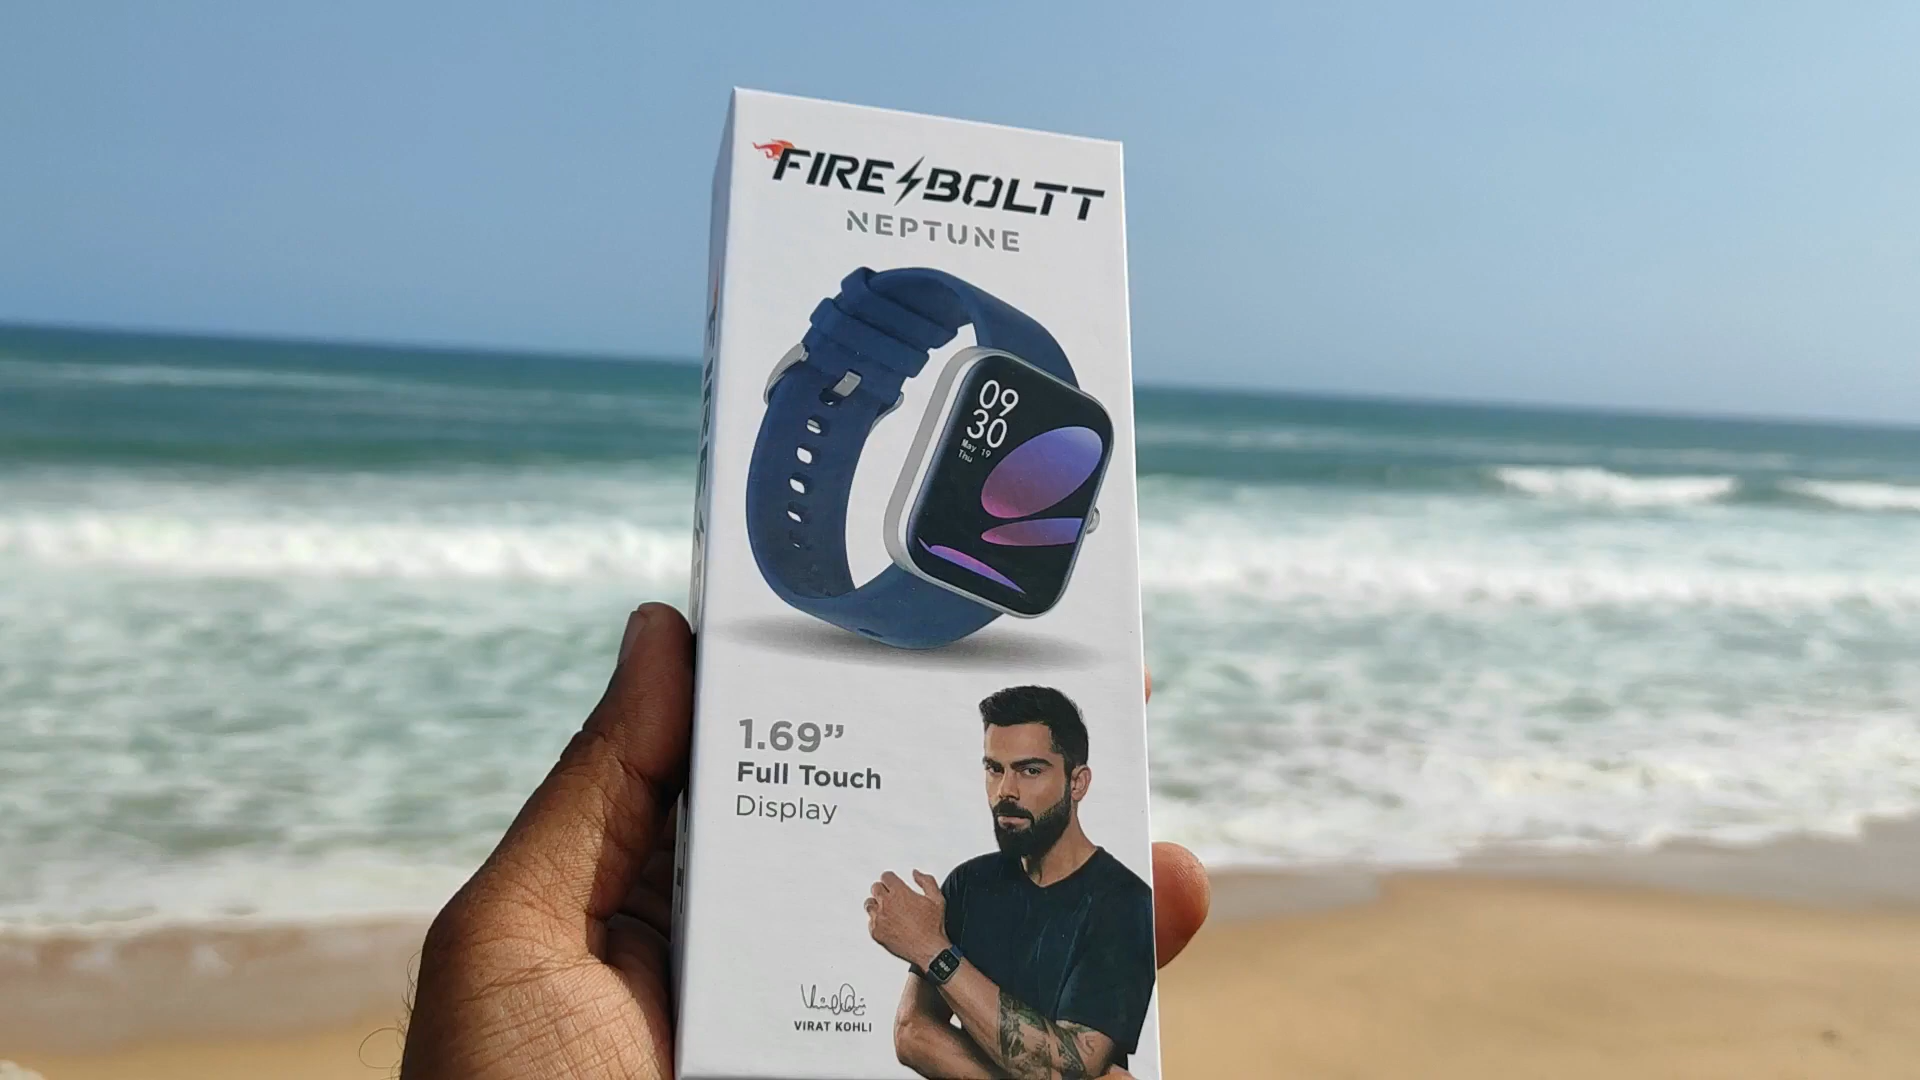 FIRE BOLTT
NEPTUNE
09
30
May 19
Thu
1.69”
Full Touch
Display
VIRAT KOHLI